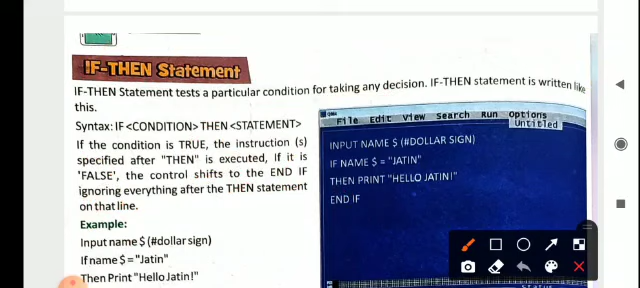 IF-THEN Statement
IF-THEN Statement tests a particular condition for taking any decision. IF-THEN statement is written like
this.
Syntax: IF <CONDITION> THEN <STATEMENT>
If the condition is TRUE, the instruction (s)
specified after "THEN" is executed, If it is
'FALSE', the control shifts to the END IF
ignoring everything after the THEN statement
on that line.
Example:
Input name $ (#dollar sign)
If name $ = "Jatin"
Then Print "Hello Jatin!"
File Edit View Search Run Options
Untitled
INPUT NAME $ (#DOLLAR SIGN)
IF NAME $ = "JATIN"
THEN PRINT "HELLO JATIN!"
END IF
Status